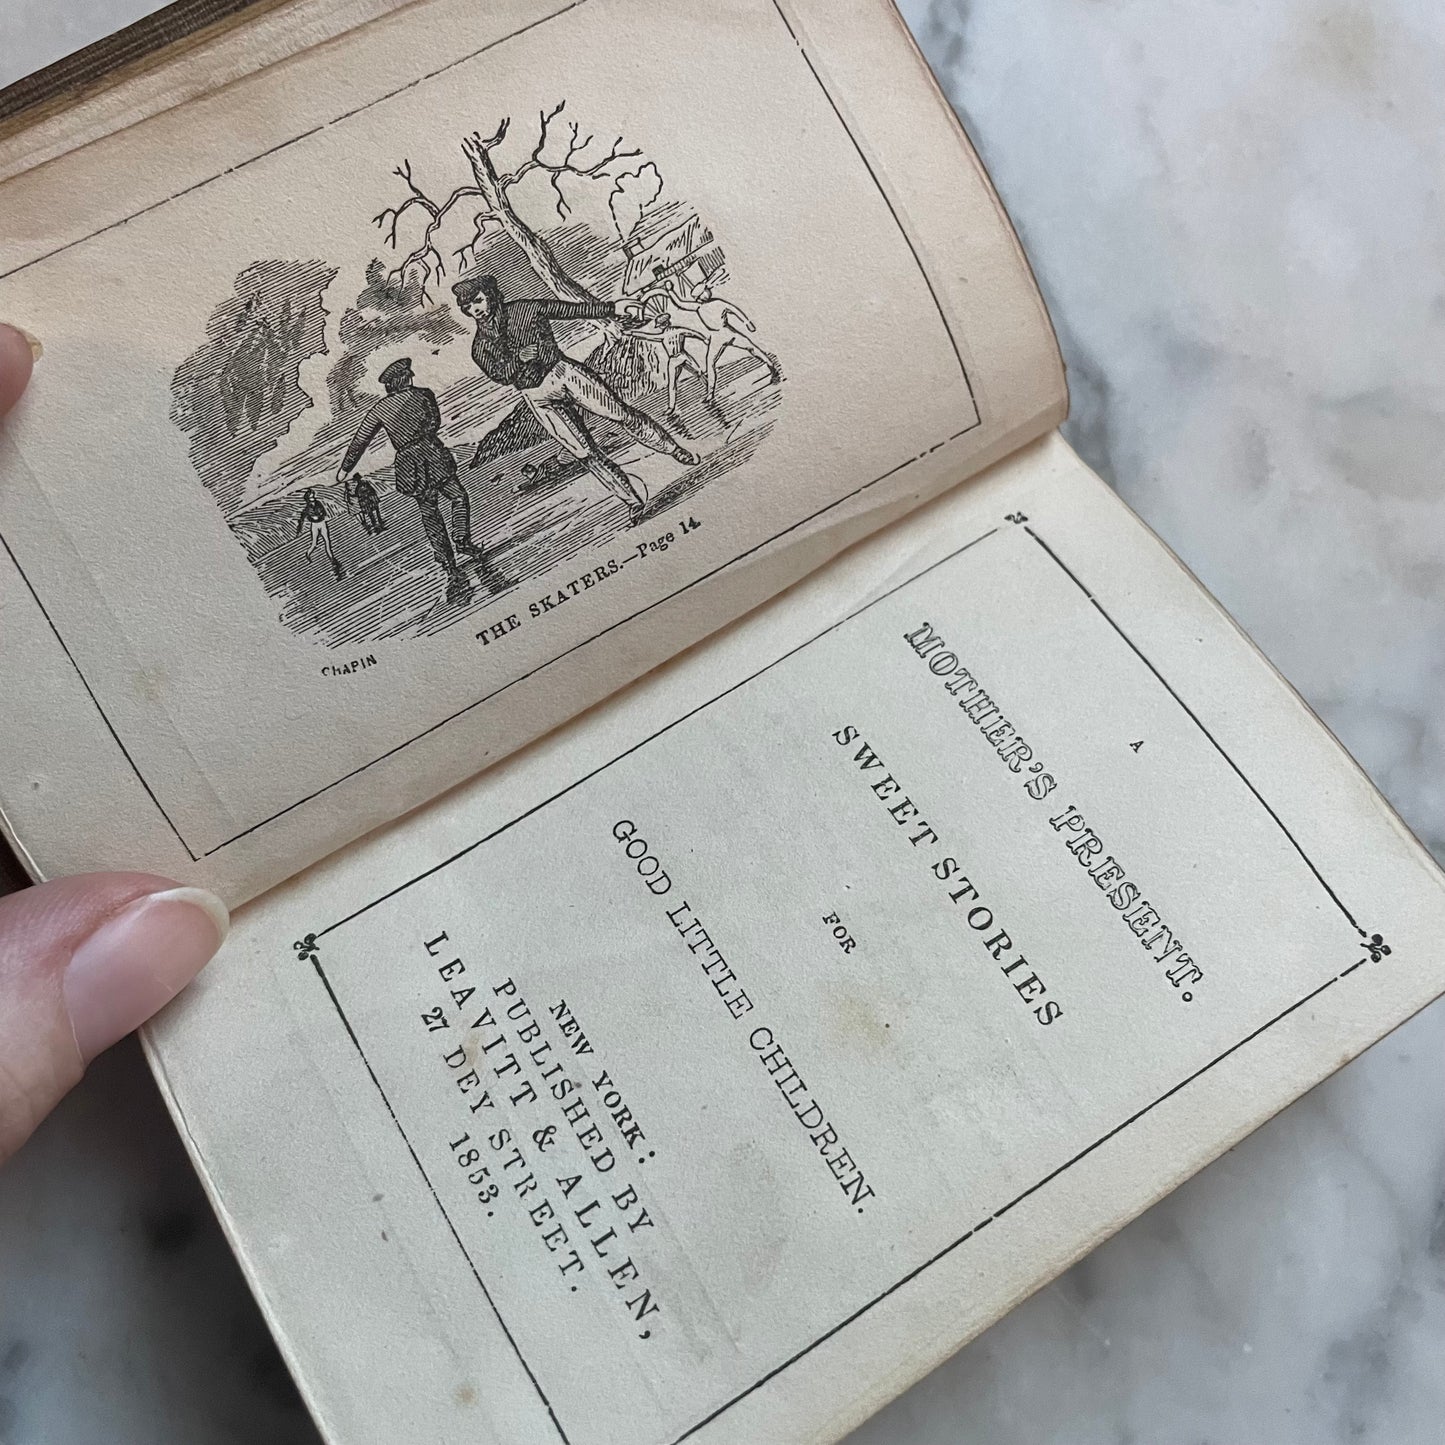 CHAPIN
THE SKATERS.—Page 14.
A
MOTHER'S PRESENT.
SWEET STORIES
FOR
GOOD LITTLE CHILDREN.
NEW YORK:
PUBLISHED BY
LEAVITT & ALLEN,
27 DEY STREET.
1853.